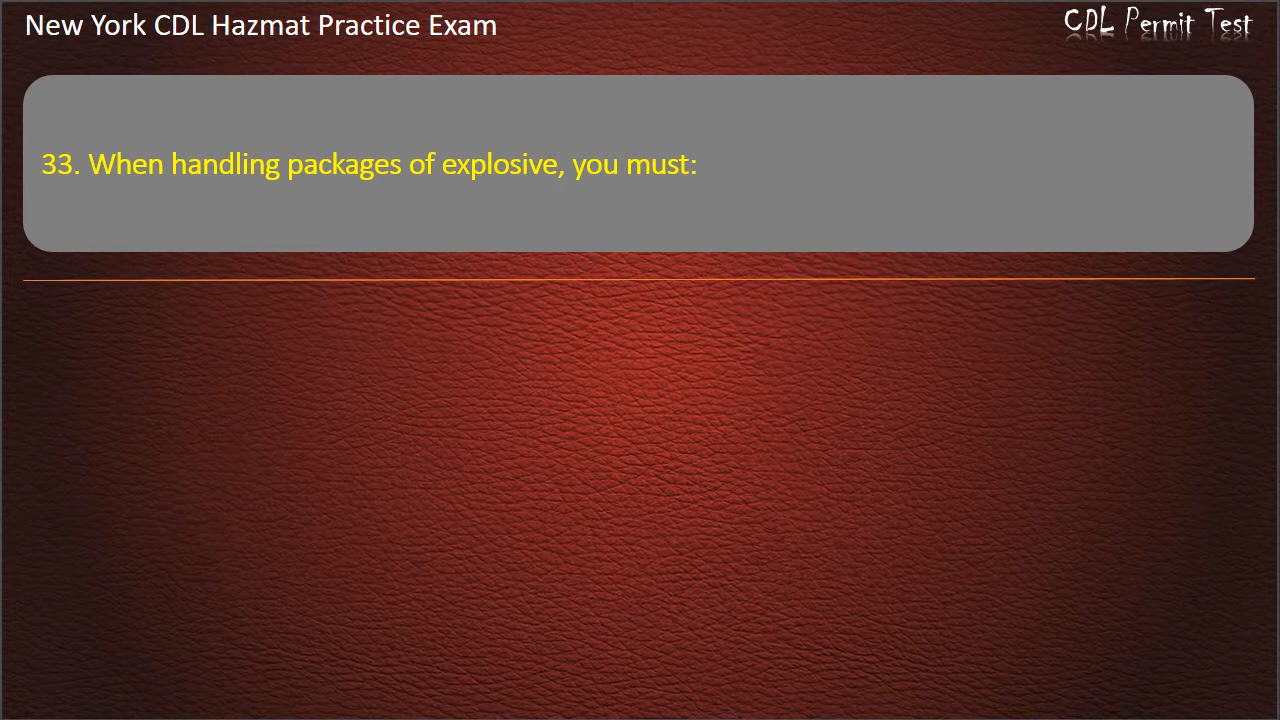 New York CDL Hazmat Practice Exam
CDL Permit Test
33. When handling packages of explosive, you must: